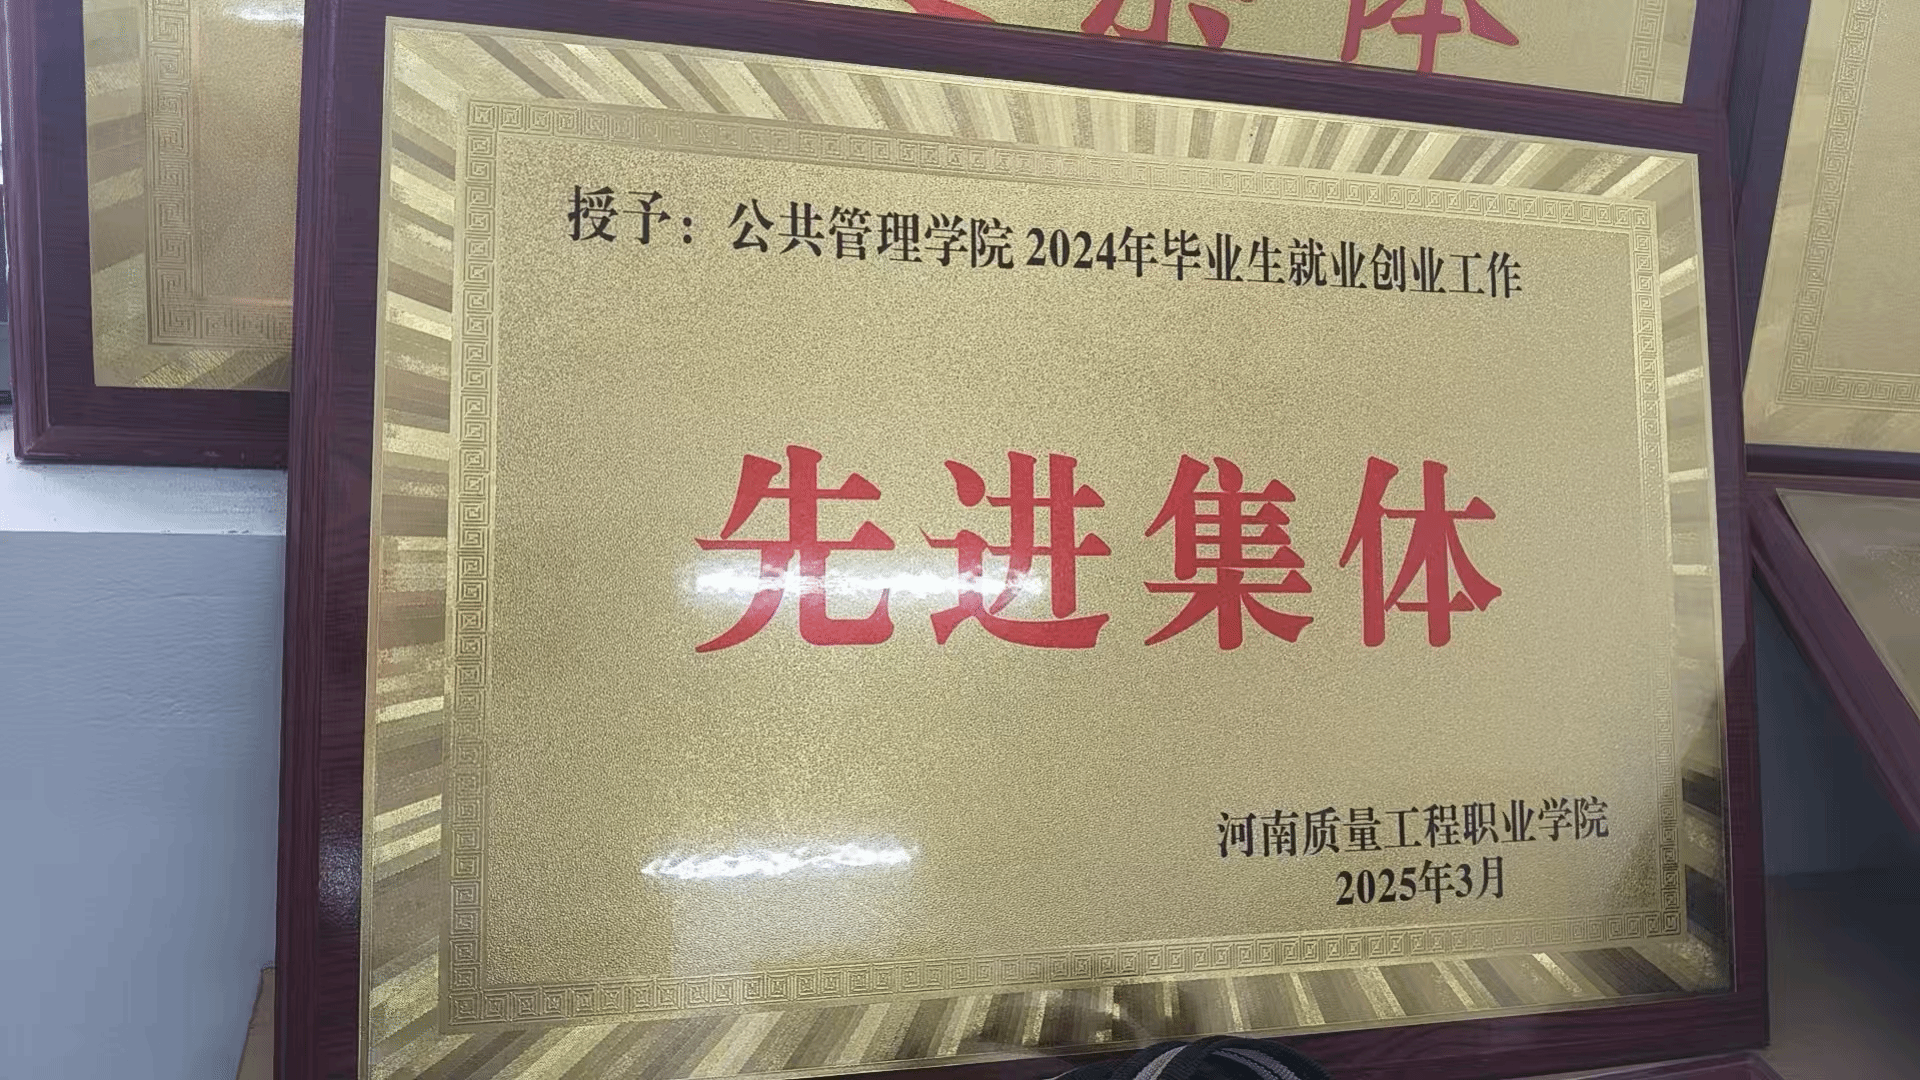 授予：公共管理学院 2024年毕业生就业创业工作
先进集体
河南质量工程职业学院
2025年3月